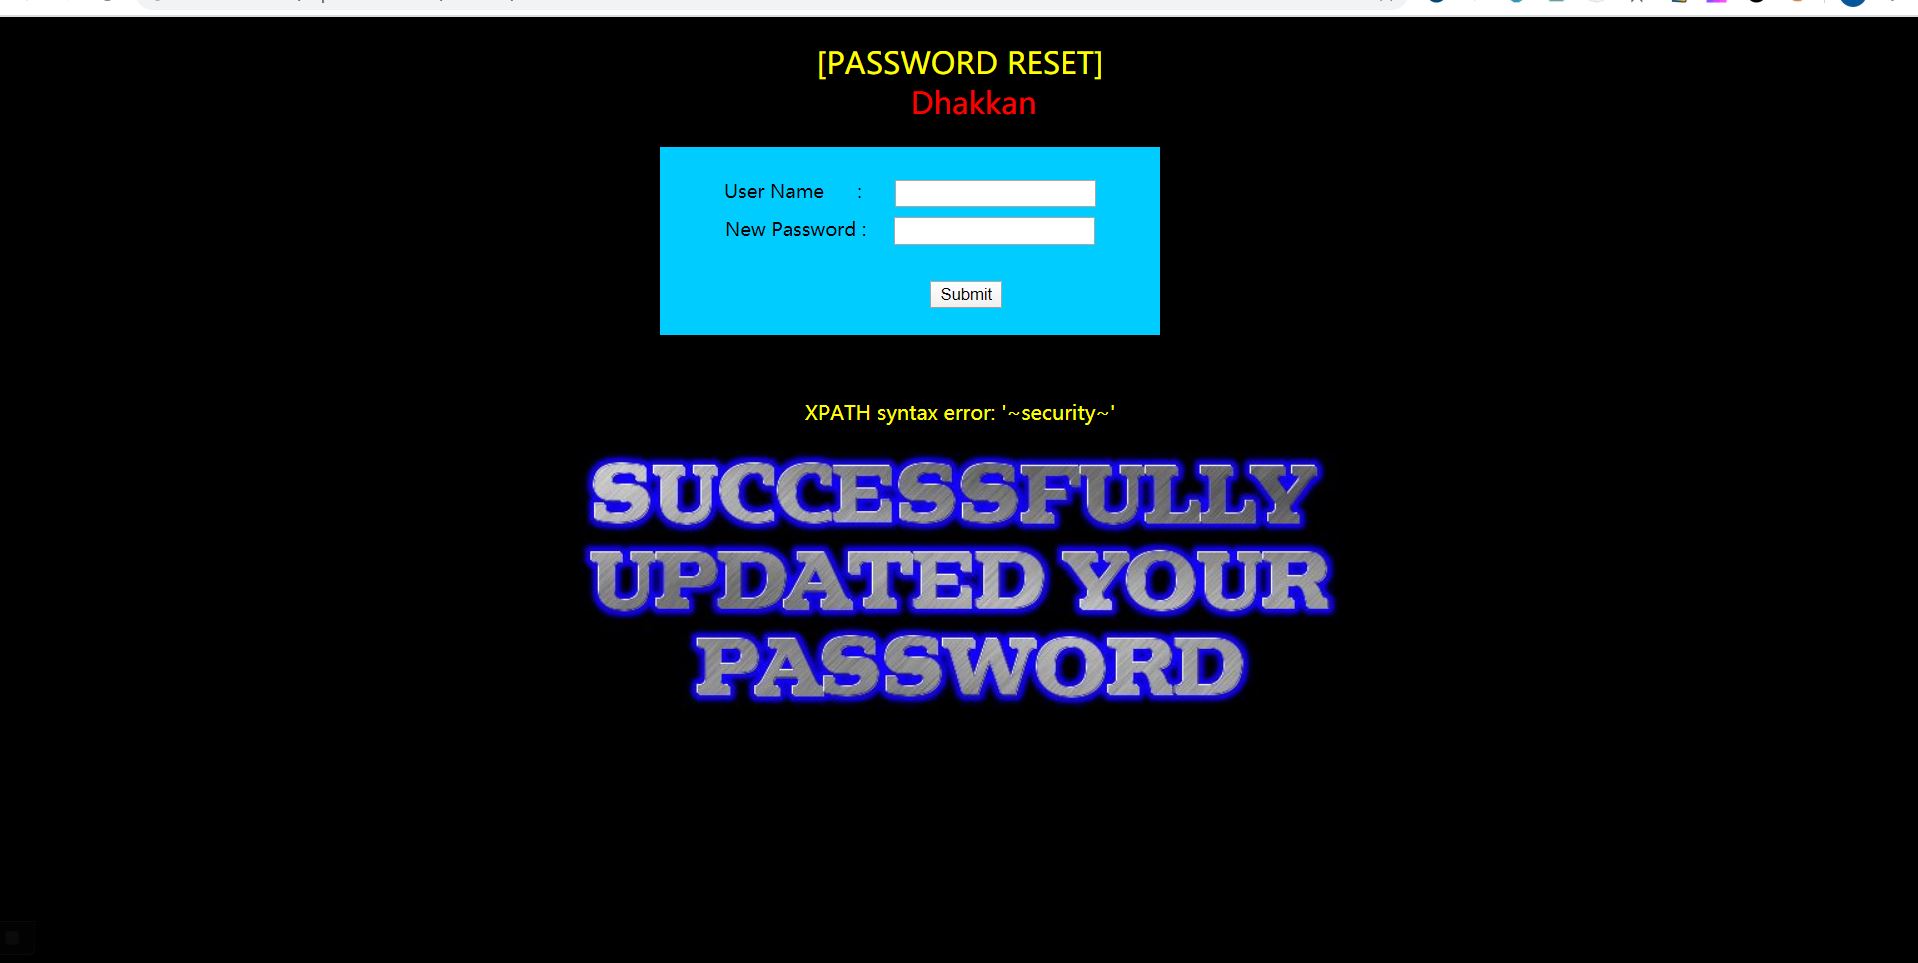 [PASSWORD RESET]
Dhakkan
User Name :
New Password :
Submit
XPATH syntax error: '~security~'
SUCCESSFULLY
UPDATED YOUR
PASSWORD